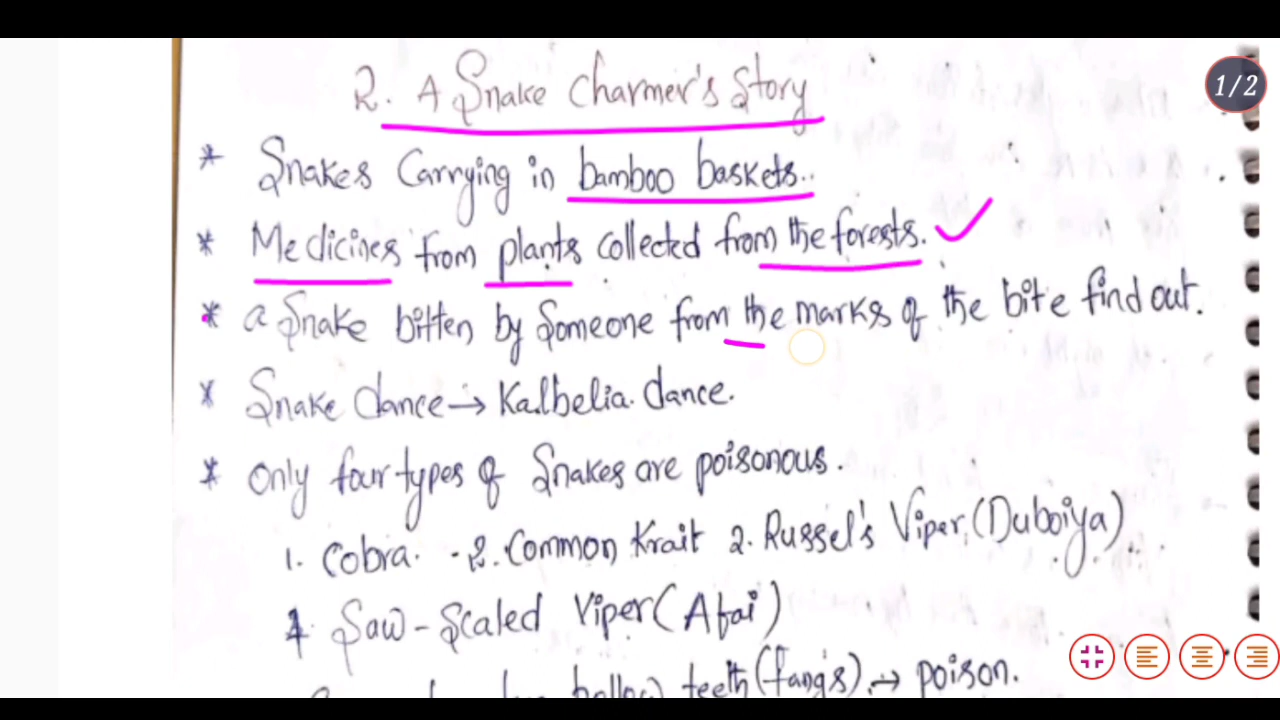 2. A Snake Charmer's Story
1/2
* Snakes Carrying in bamboo baskets..
* Medicines from plants collected from the forests.
* a Snake bitten by Someone from the marks of the bite find out.
* Snake dance → Kalbelia dance.
* Only four types of Snakes are poisonous.
1. Cobra. 2. Common Krait 2. Russel's Viper, (Duboiya)
4. Saw-Scaled Viper (Afai)
hollow teeth (fangs) → poison.